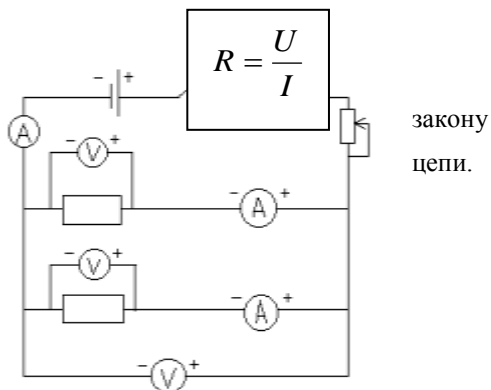 - +
R = U/I
A
закону
цепи.
- V +
- A +
- V +
- A +
- V +